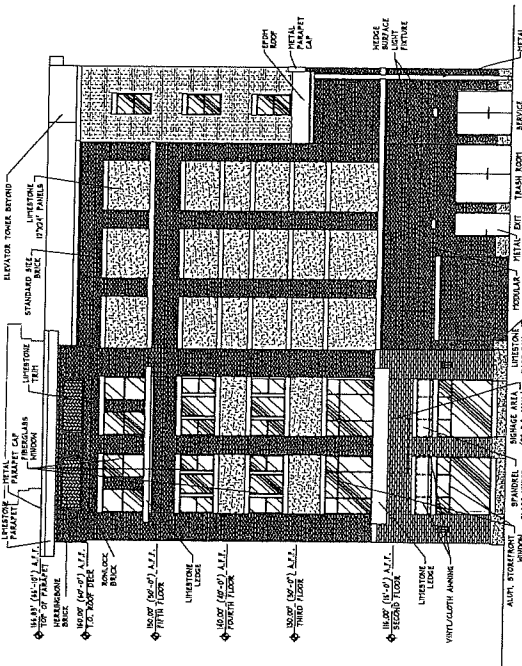 ELEVATOR TOWER BEYOND
LIMESTONE
12"X24" PANELS
STANDARD SIZE
BRICK
EPDM
ROOF
METAL
PARAPET
CAP
WEDGE
SURFACE
LIGHT
FIXTURE
METAL
LIMESTONE
PARAPET
METAL
PARAPET CAP
FIBERGLASS
WINDOW
LIMESTONE
TRIM
TOP OF PARAPET
HERRINGBONE
BRICK
160.00' (60'-0") A.F.F.
T.O. ROOF DECK
ROWLOCK
BRICK
150.00' (50'-0") A.F.F.
FIFTH FLOOR
LIMESTONE
LEDGE
140.00' (40'-0") A.F.F.
FOURTH FLOOR
130.00' (30'-0") A.F.F.
THIRD FLOOR
116.00' (16'-0") A.F.F.
SECOND FLOOR
LIMESTONE
LEDGE
VINYL/CLOTH AWNING
ALUM. STOREFRONT
WINDOW
SPANDREL
SIGNAGE AREA
LIMESTONE
MODULAR
METAL EXIT
TRASH ROOM
SERVICE